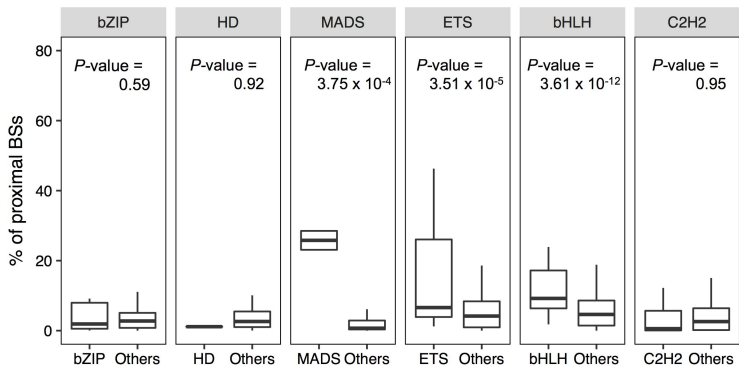 bZIP HD MADS ETS bHLH C2H2
% of proximal BSs
80
60
40
20
0
P-value =
0.59
P-value =
0.92
P-value =
3.75 x 10-4
P-value =
3.51 x 10-5
P-value =
3.61 x 10-12
P-value =
0.95
bZIP Others HD Others MADS Others ETS Others bHLH Others C2H2 Others